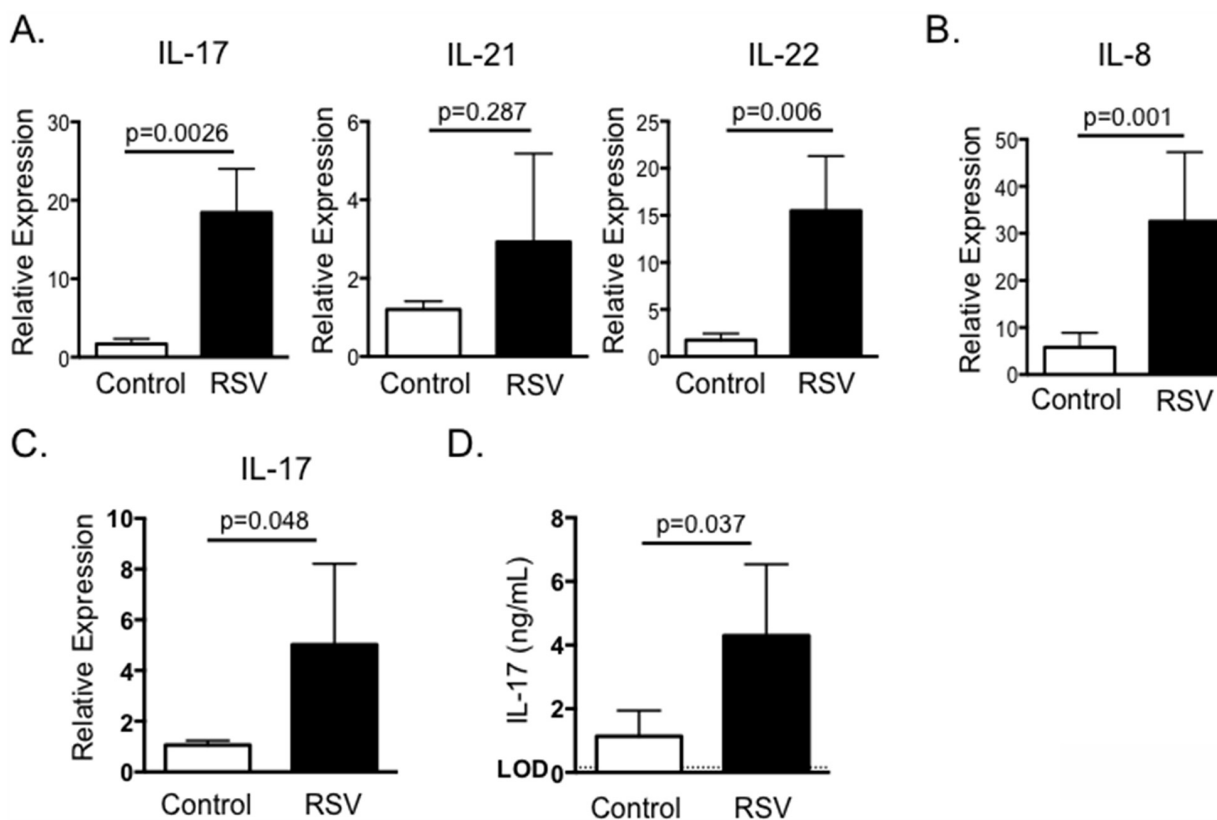 A.
IL-17
IL-21
IL-22
B.
IL-8
p=0.0026
p=0.287
p=0.006
p=0.001
Relative Expression
30
20
10
0
Control
RSV
Relative Expression
6
4
2
0
Control
RSV
Relative Expression
25
20
15
10
5
0
Control
RSV
Relative Expression
50
40
30
20
10
0
Control
RSV
C.
IL-17
p=0.048
Relative Expression
10
8
6
4
2
0
Control
RSV
D.
p=0.037
IL-17 (ng/mL)
8
6
4
2
LOD
0
Control
RSV